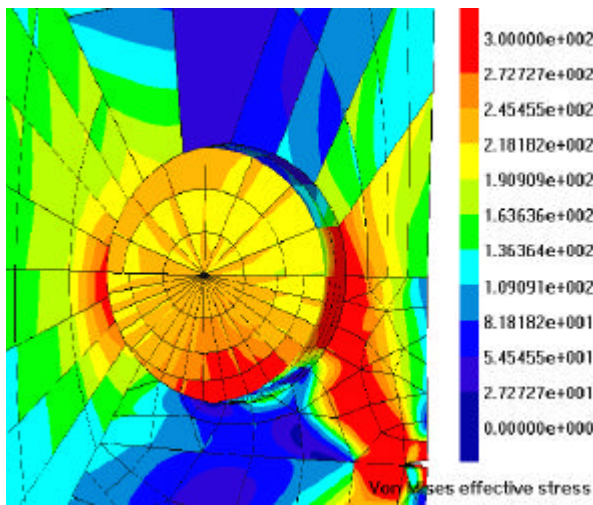 3.00000e+002
2.72727e+002
2.45455e+002
2.18182e+002
1.90909e+002
1.63636e+002
1.36364e+002
1.09091e+002
8.18182e+001
5.45455e+001
2.72727e+001
0.00000e+000
Von Mises effective stress